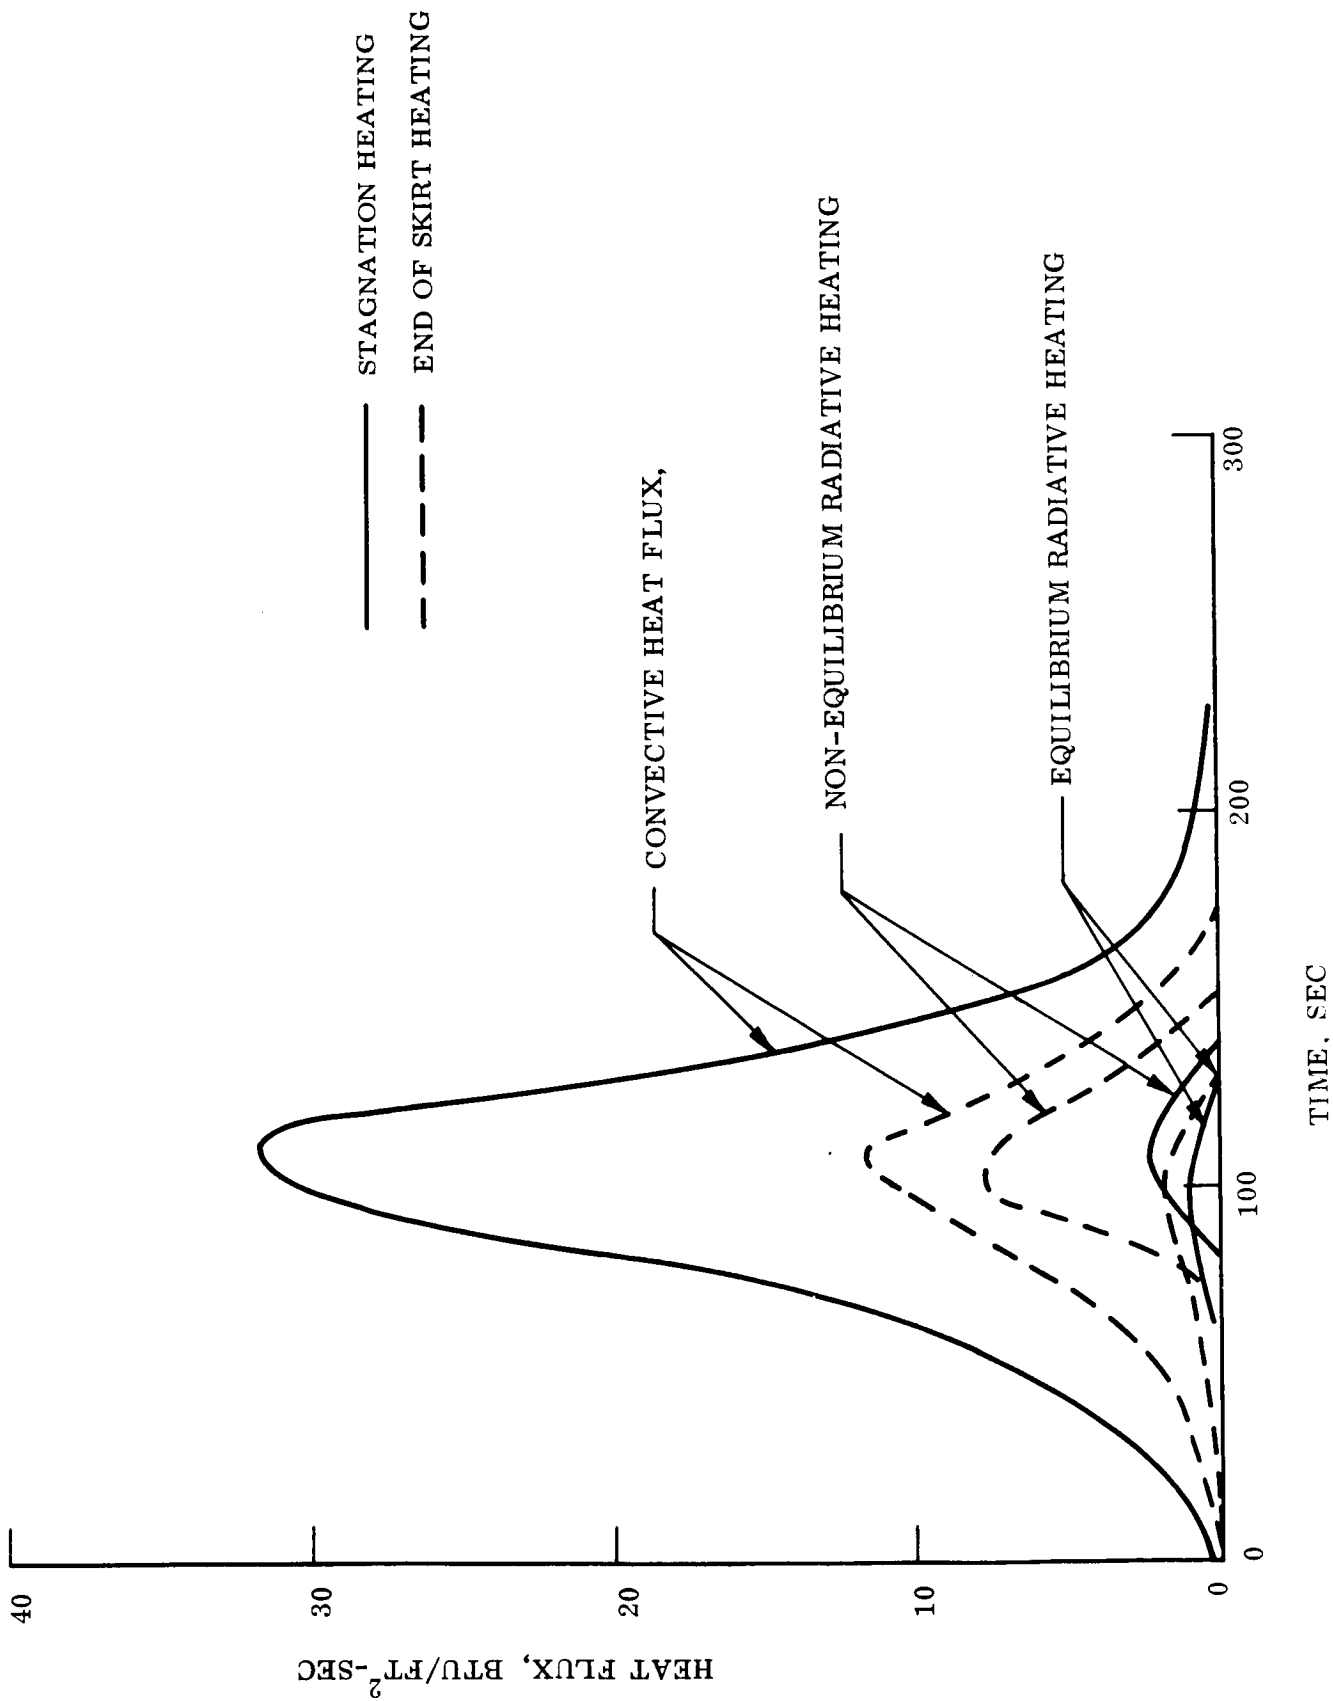 STAGNATION HEATING
END OF SKIRT HEATING
CONVECTIVE HEAT FLUX,
NON-EQUILIBRIUM RADIATIVE HEATING
EQUILIBRIUM RADIATIVE HEATING
HEAT FLUX, BTU/FT²-SEC
40
30
20
10
0
0
100
200
300
TIME, SEC